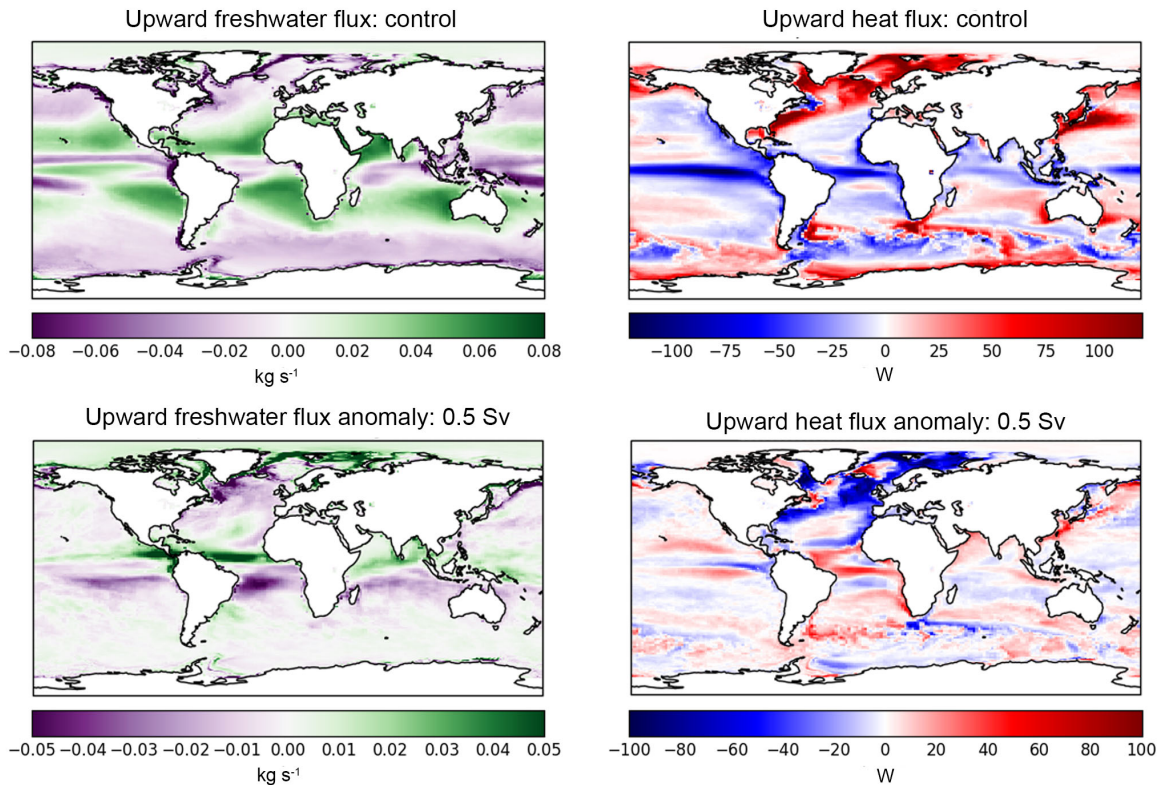 Upward freshwater flux: control
Upward heat flux: control
−0.08 −0.06 −0.04 −0.02 0.00 0.02 0.04 0.06 0.08
kg s⁻¹
−100 −75 −50 −25 0 25 50 75 100
W
Upward freshwater flux anomaly: 0.5 Sv
Upward heat flux anomaly: 0.5 Sv
−0.05 −0.04 −0.03 −0.02 −0.01 0.00 0.01 0.02 0.03 0.04 0.05
kg s⁻¹
−100 −80 −60 −40 −20 0 20 40 60 80 100
W